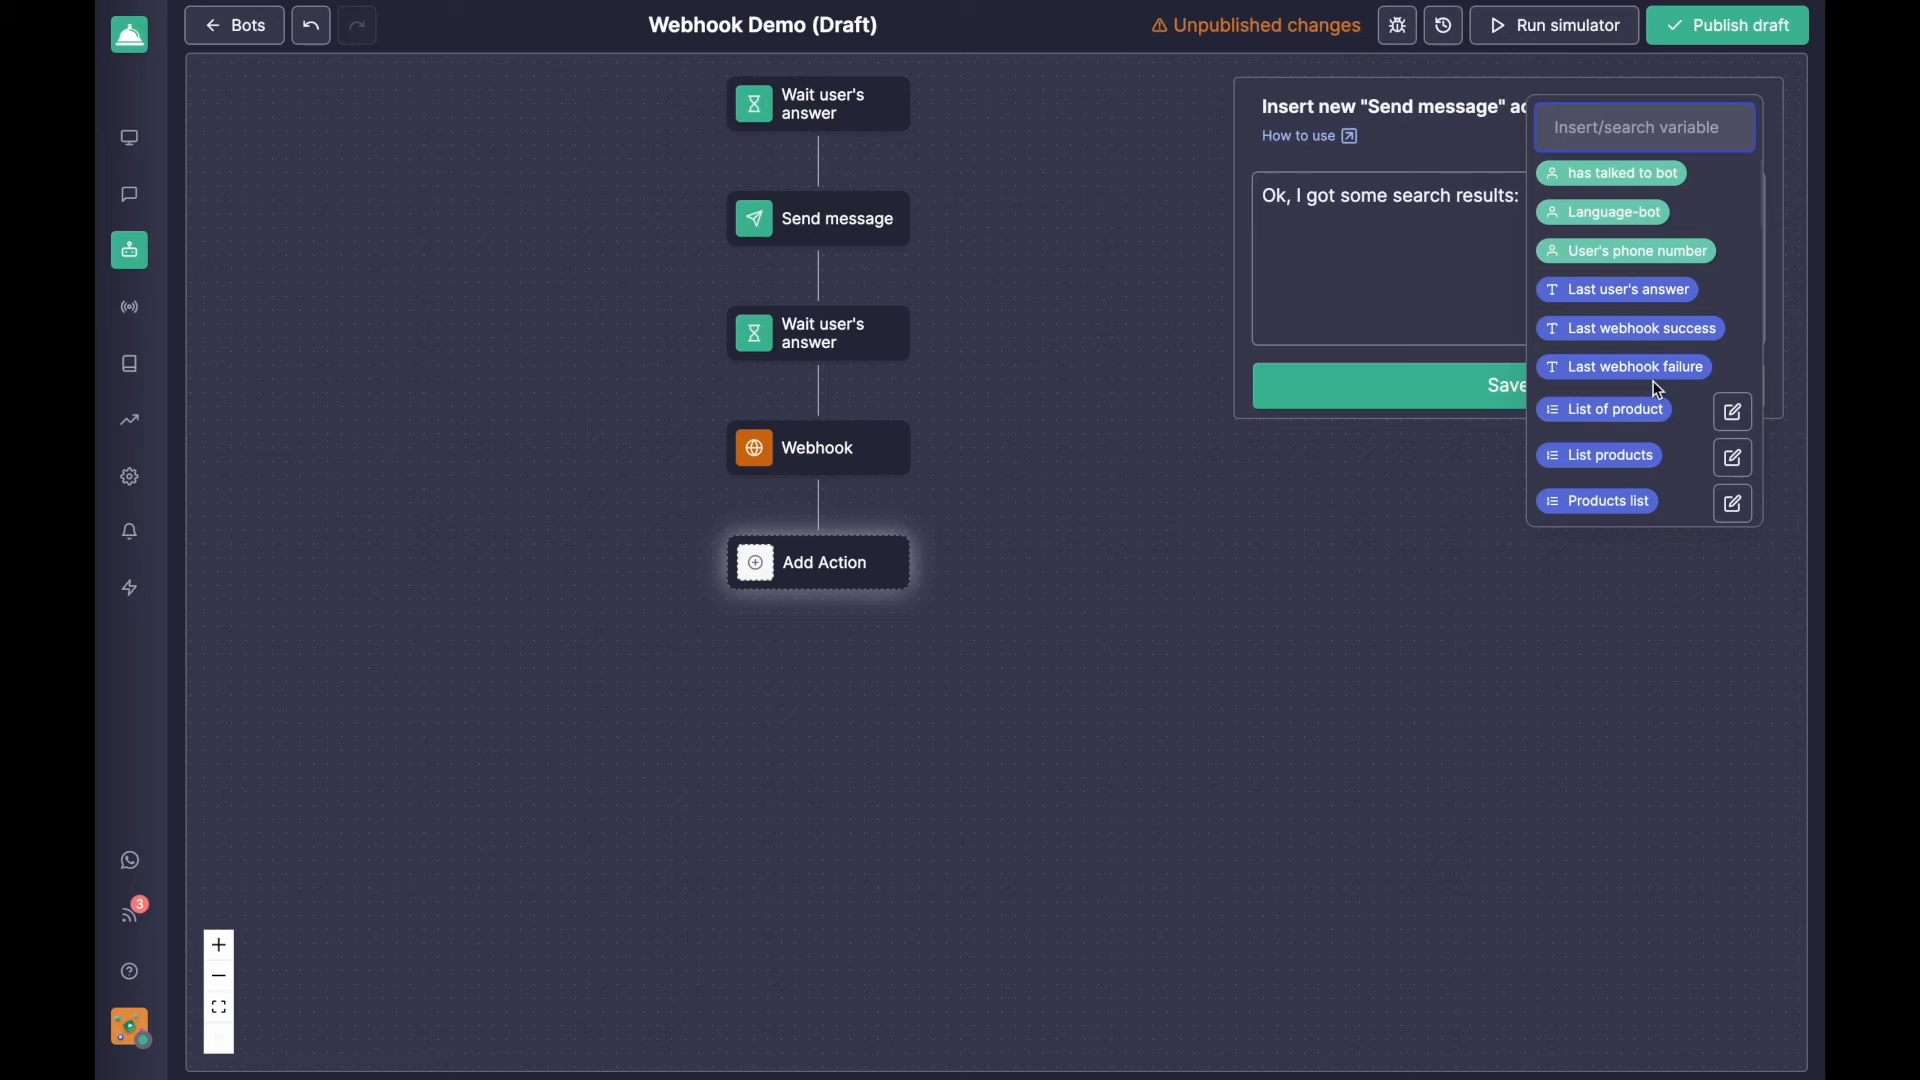 Bots
Webhook Demo (Draft)
Unpublished changes
Run simulator
Publish draft
Wait user's
answer
Send message
Wait user's
answer
Webhook
Add Action
Insert new "Send message" ac
How to use
Ok, I got some search results:
Save
Insert/search variable
has talked to bot
Language-bot
User's phone number
Last user's answer
Last webhook success
Last webhook failure
List of product
List products
Products list
3